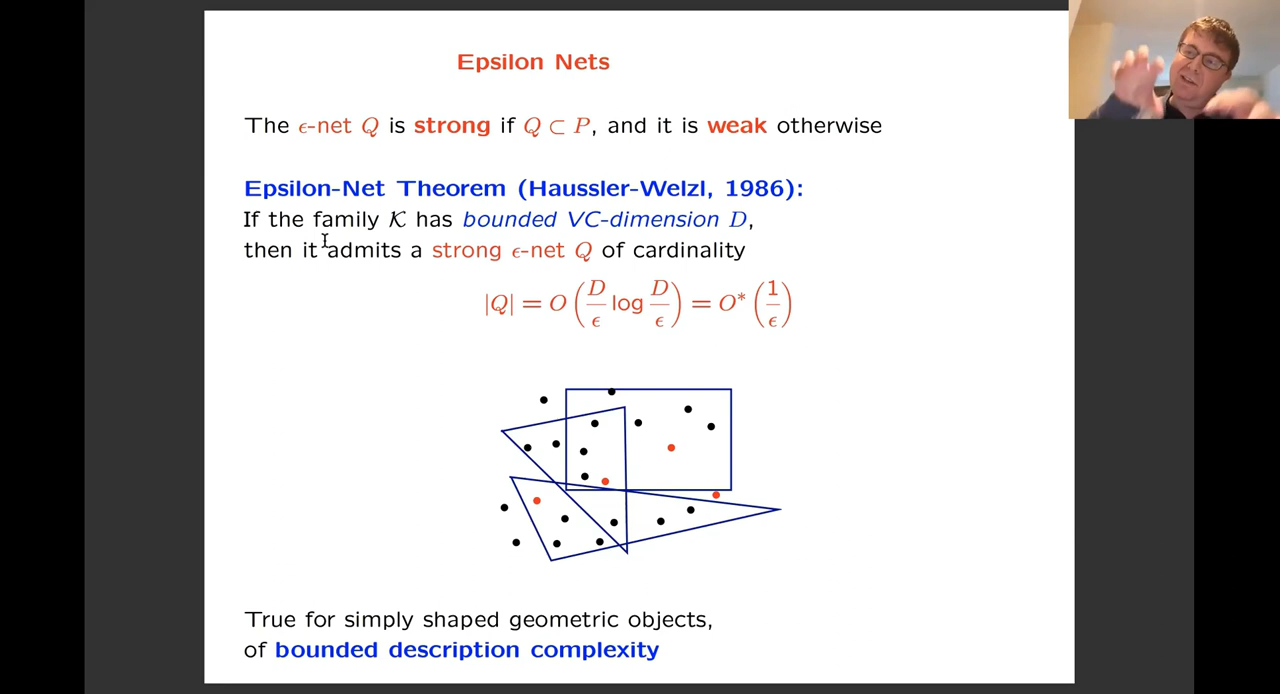 Epsilon Nets
The ϵ-net Q is strong if Q ⊂ P, and it is weak otherwise
Epsilon-Net Theorem (Haussler-Welzl, 1986):
If the family 𝒦 has bounded VC-dimension D,
then it admits a strong ϵ-net Q of cardinality
|Q| = O (D/ϵ log D/ϵ) = O* (1/ϵ)
True for simply shaped geometric objects,
of bounded description complexity